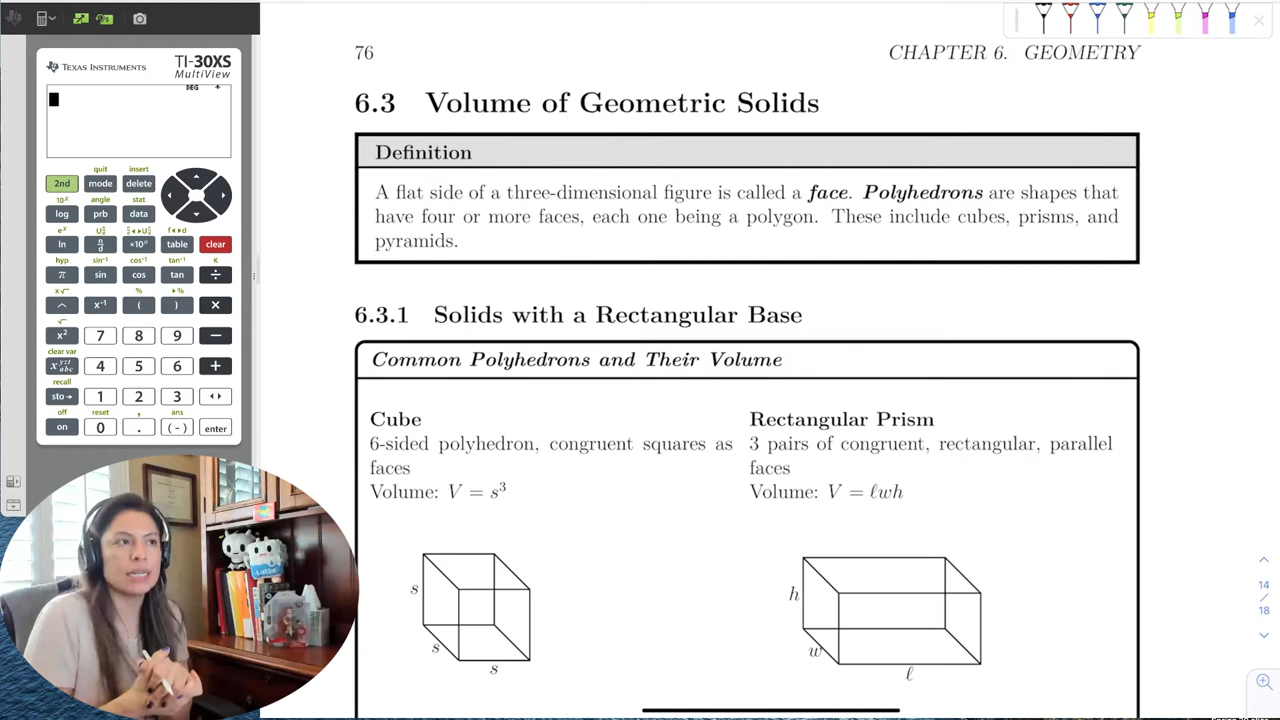 TEXAS INSTRUMENTS
TI-30XS
MultiView
DEG
quit insert
2nd mode delete
10ˣ angle stat
log prb data
eˣ
ln n/d ×10ⁿ table clear
hyp sin⁻¹ cos⁻¹ tan⁻¹ K
π sin cos tan ÷
ˣ√ % ▸%
^ x⁻¹ ( ) ×
√
x² 7 8 9 −
clear var
x yzt abc 4 5 6 +
recall
sto→ 1 2 3 ◂▸
off reset , ans
on 0 . (-) enter
76 CHAPTER 6. GEOMETRY
6.3 Volume of Geometric Solids
Definition
A flat side of a three-dimensional figure is called a face. Polyhedrons are shapes that
have four or more faces, each one being a polygon. These include cubes, prisms, and
pyramids.
6.3.1 Solids with a Rectangular Base
Common Polyhedrons and Their Volume
Cube
6-sided polyhedron, congruent squares as
faces
Volume: V = s³
s
s
s
Rectangular Prism
3 pairs of congruent, rectangular, parallel
faces
Volume: V = ℓwh
h
w
ℓ
14
/
18